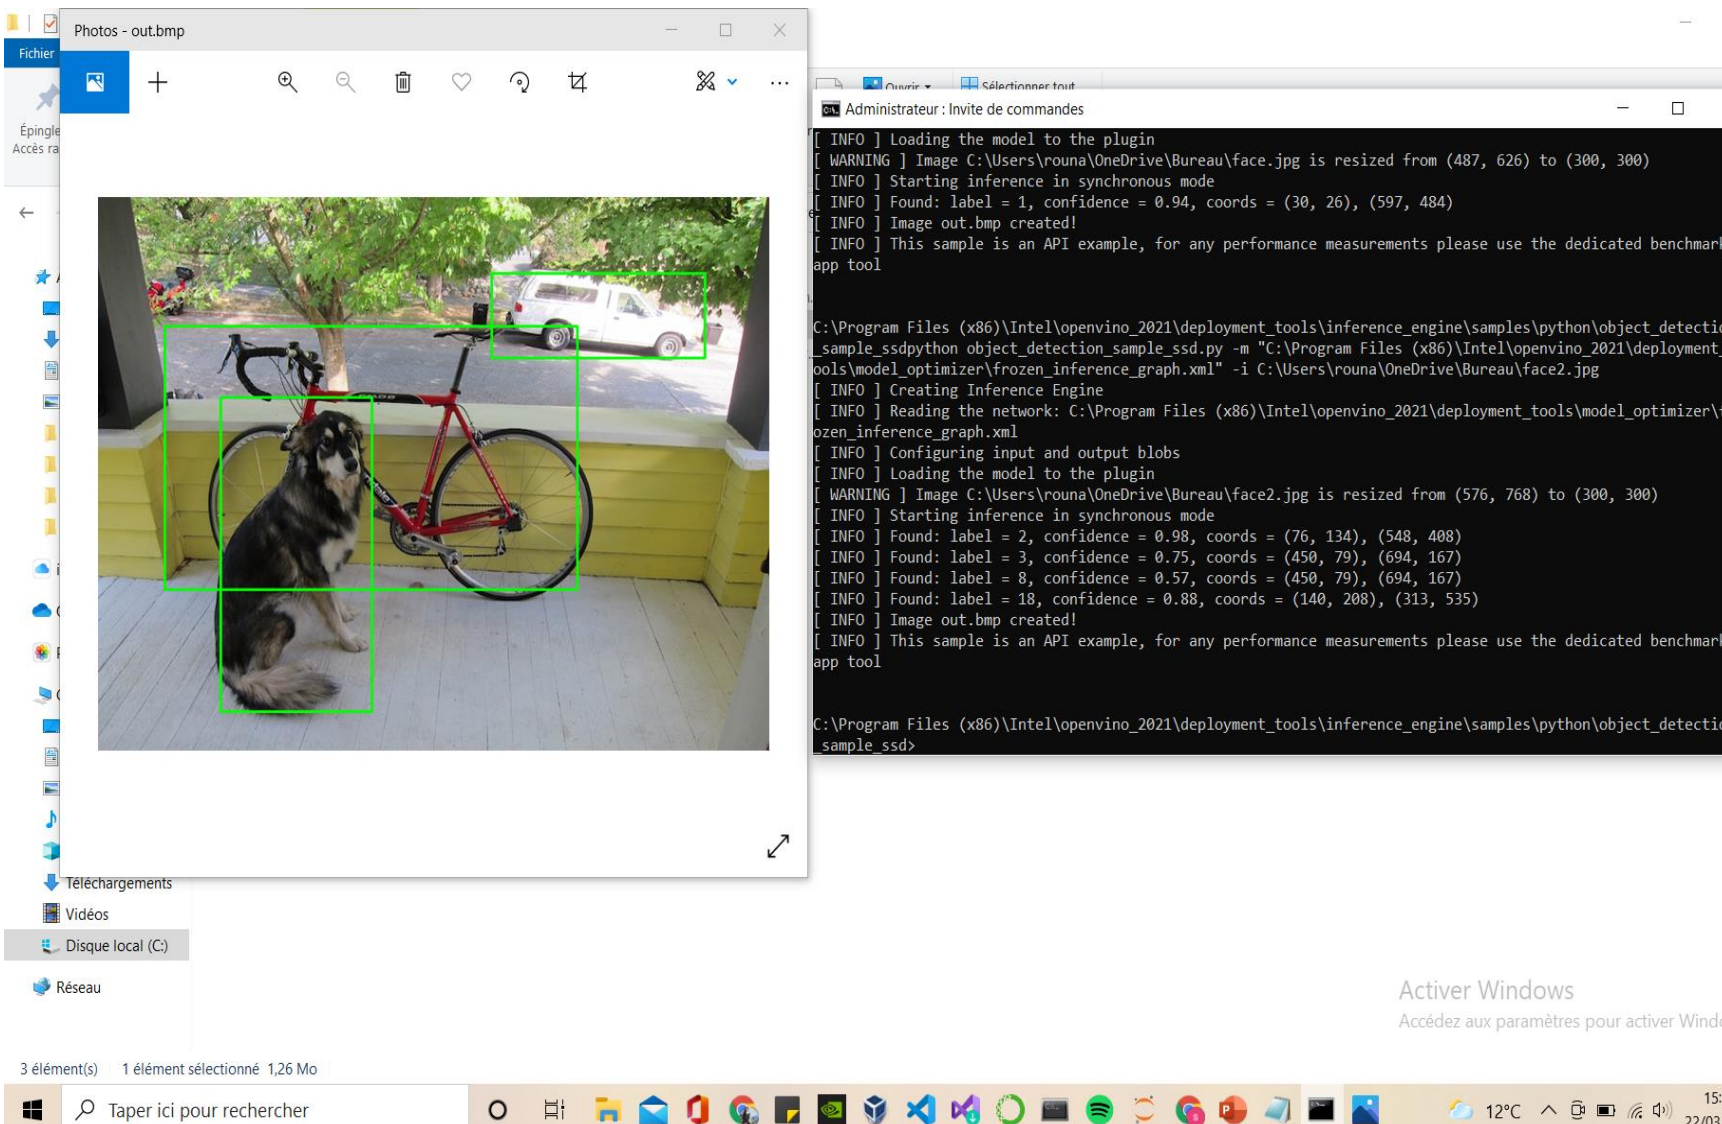 Photos - out.bmp
Fichier
Ouvrir
Sélectionner tout
Administrateur : Invite de commandes
Accès
[ INFO ] Loading the model to the plugin
[ WARNING ] Image C:\Users\rouna\OneDrive\Bureau\face.jpg is resized from (487, 626) to (300, 300)
[ INFO ] Starting inference in synchronous mode
[ INFO ] Found: label = 1, confidence = 0.94, coords = (30, 26), (597, 484)
[ INFO ] Image out.bmp created!
[ INFO ] This sample is an API example, for any performance measurements please use the dedicated benchmar
app tool
C:\Program Files (x86)\Intel\openvino_2021\deployment_tools\inference_engine\samples\python\object_detectio
_sample_ssdpython object_detection_sample_ssd.py -m "C:\Program Files (x86)\Intel\openvino_2021\deployment_
ools\model_optimizer\frozen_inference_graph.xml" -i C:\Users\rouna\OneDrive\Bureau\face2.jpg
[ INFO ] Creating Inference Engine
[ INFO ] Reading the network: C:\Program Files (x86)\Intel\openvino_2021\deployment_tools\model_optimizer\
ozen_inference_graph.xml
[ INFO ] Configuring input and output blobs
[ INFO ] Loading the model to the plugin
[ WARNING ] Image C:\Users\rouna\OneDrive\Bureau\face2.jpg is resized from (576, 768) to (300, 300)
[ INFO ] Starting inference in synchronous mode
[ INFO ] Found: label = 2, confidence = 0.98, coords = (76, 134), (548, 408)
[ INFO ] Found: label = 3, confidence = 0.75, coords = (450, 79), (694, 167)
[ INFO ] Found: label = 8, confidence = 0.57, coords = (450, 79), (694, 167)
[ INFO ] Found: label = 18, confidence = 0.88, coords = (140, 208), (313, 535)
[ INFO ] Image out.bmp created!
[ INFO ] This sample is an API example, for any performance measurements please use the dedicated benchmar
app tool
C:\Program Files (x86)\Intel\openvino_2021\deployment_tools\inference_engine\samples\python\object_detectio
_sample_ssd>
Téléchargements
Vidéos
Disque local (C:)
Réseau
Activer Windows
Accédez aux paramètres pour activer Wind
3 élément(s) 1 élément sélectionné 1,26 Mo
Taper ici pour rechercher
12°C
15:
22/03